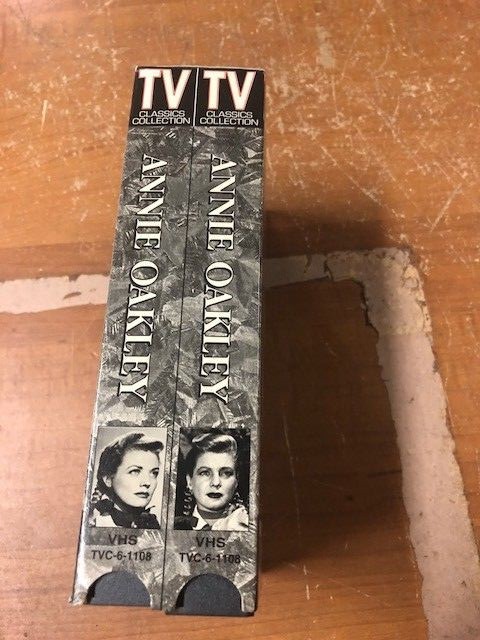 TV
CLASSICS
COLLECTION
ANNIE OAKLEY
VHS
TVC-6-1108
TV
CLASSICS
COLLECTION
ANNIE OAKLEY
VHS
TVC-6-1108